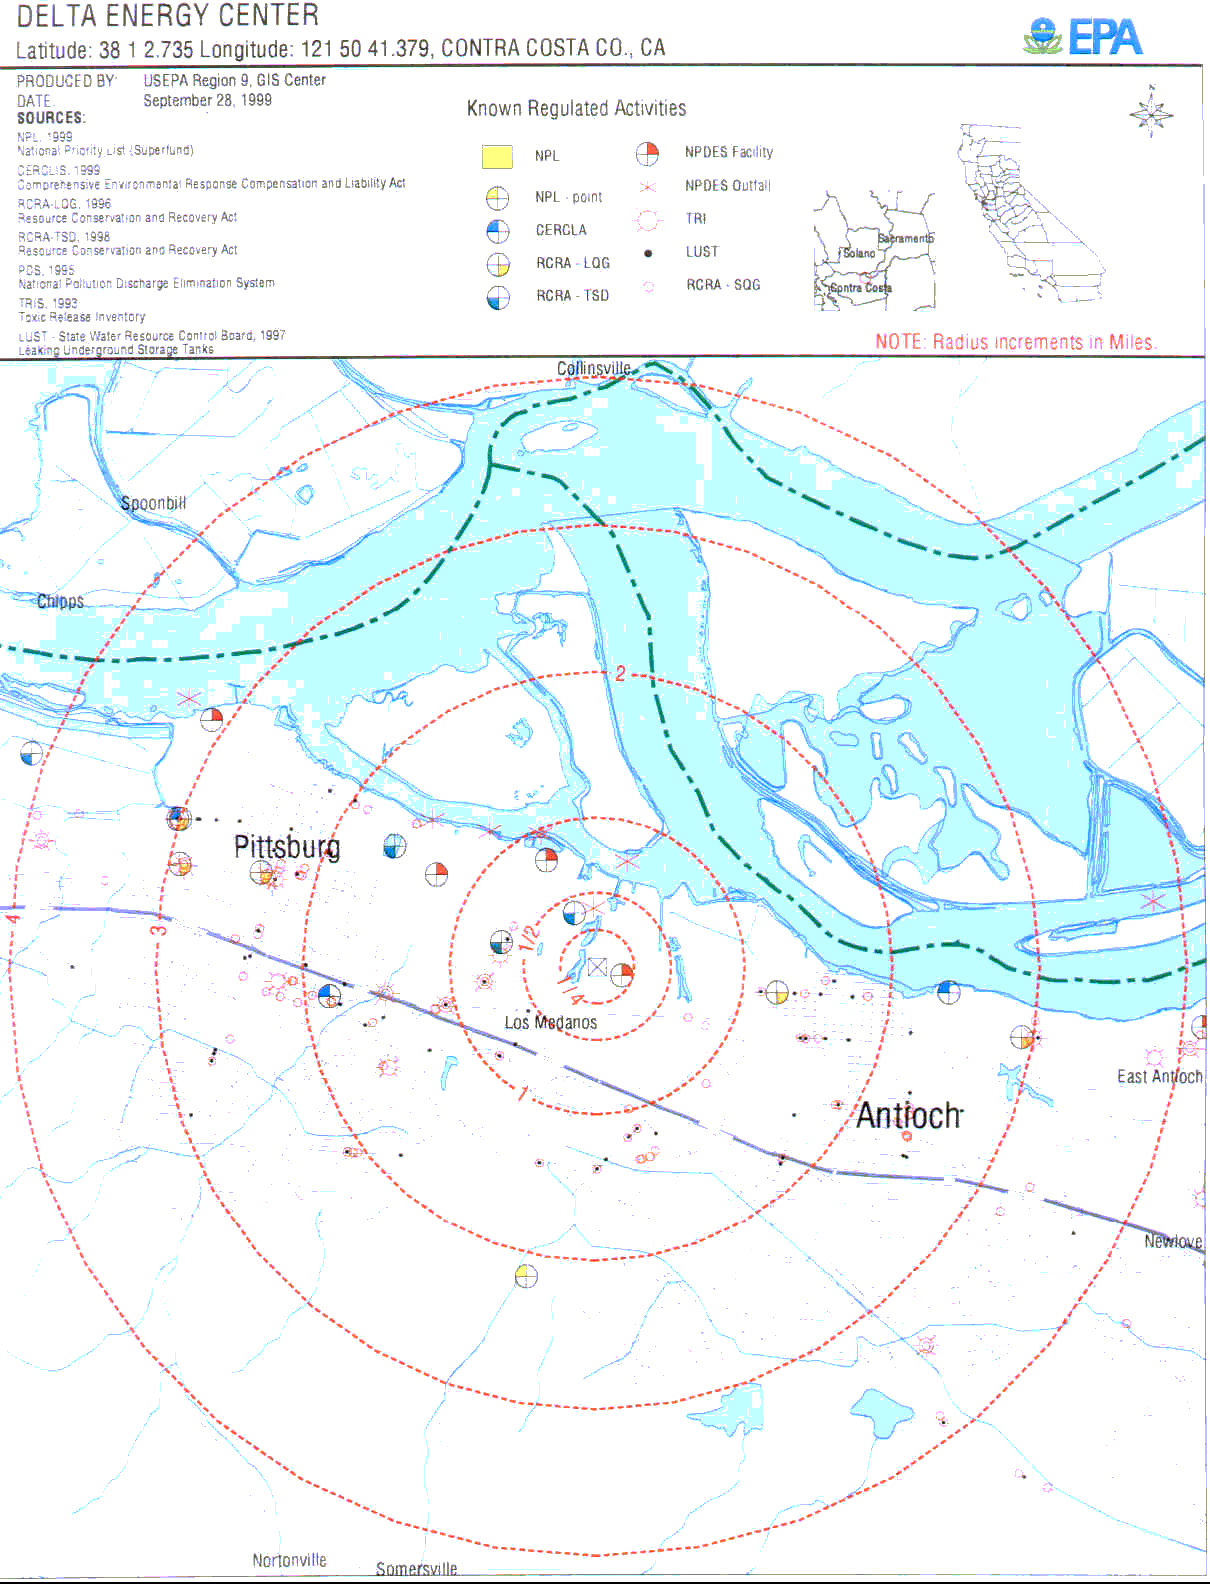 DELTA ENERGY CENTER
Latitude: 38 1 2.735 Longitude: 121 50 41.379, CONTRA COSTA CO., CA
EPA
PRODUCED BY: USEPA Region 9, GIS Center
DATE September 28, 1999
SOURCES:
NPL, 1999
National Priority List (Superfund)
CERCLIS, 1999
Comprehensive Environmental Response Compensation and Liability Act
RCRA-LQG, 1996
Resource Conservation and Recovery Act
RCRA-TSD, 1998
Resource Conservation and Recovery Act
PCS, 1995
National Pollution Discharge Elimination System
TRIS, 1993
Toxic Release Inventory
LUST - State Water Resource Control Board, 1997
Leaking Underground Storage Tanks
Known Regulated Activities
NPL
NPL - point
CERCLA
RCRA - LQG
RCRA - TSD
NPDES Facility
NPDES Outfall
TRI
LUST
RCRA - SQG
N
Sacramento
Solano
Contra Costa
NOTE: Radius increments in Miles.
Collinsville
Spoonbill
Chipps
2
Pittsburg
4
3
1/2
1/4
Los Medanos
1
East Antioch
Antioch
Newlove
Nortonville
Somersville